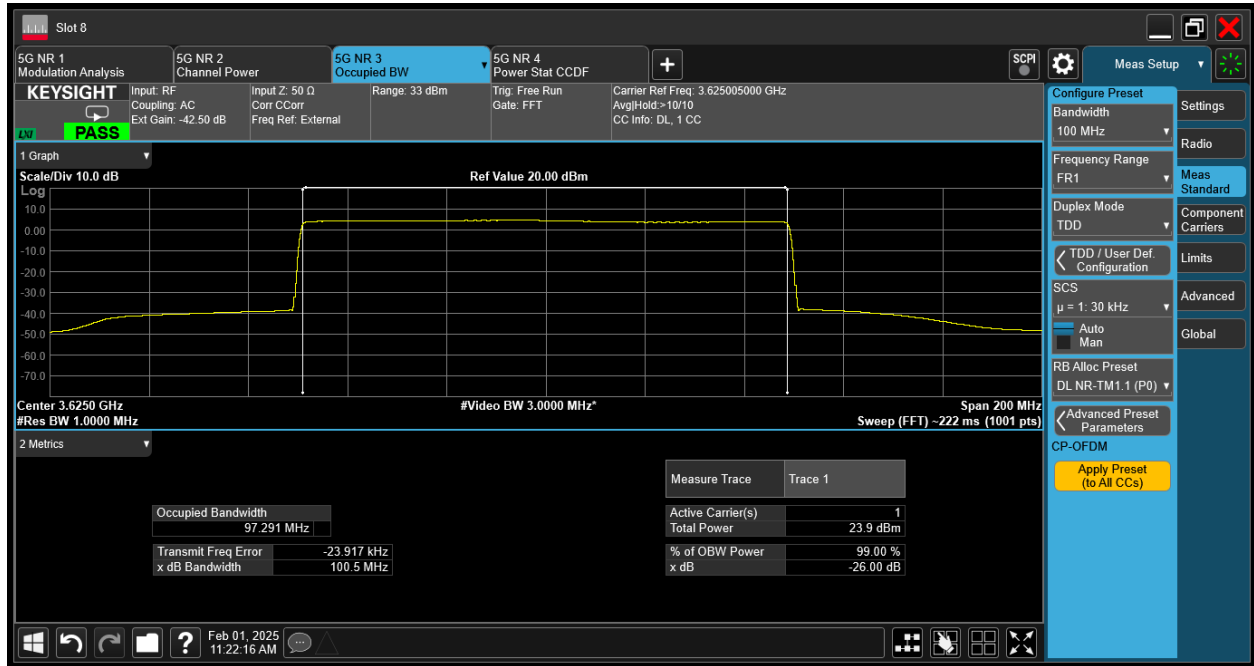 Slot 8
5G NR 1
Modulation Analysis
5G NR 2
Channel Power
5G NR 3
Occupied BW
5G NR 4
Power Stat CCDF
SCPI
Meas Setup
KEYSIGHT
LXI
PASS
Input: RF
Coupling: AC
Ext Gain: -42.50 dB
Input Z: 50 Ω
Corr CCorr
Freq Ref: External
Range: 33 dBm
Trig: Free Run
Gate: FFT
Carrier Ref Freq: 3.625005000 GHz
Avg|Hold:>10/10
CC Info: DL, 1 CC
1 Graph
Scale/Div 10.0 dB
Ref Value 20.00 dBm
Log
10.0
0.00
-10.0
-20.0
-30.0
-40.0
-50.0
-60.0
-70.0
Center 3.6250 GHz
#Video BW 3.0000 MHz*
Span 200 MHz
#Res BW 1.0000 MHz
Sweep (FFT) ~222 ms (1001 pts)
2 Metrics
Measure Trace Trace 1
Occupied Bandwidth
97.291 MHz
Active Carrier(s) 1
Total Power 23.9 dBm
Transmit Freq Error -23.917 kHz
x dB Bandwidth 100.5 MHz
% of OBW Power 99.00 %
x dB -26.00 dB
Configure Preset
Bandwidth
100 MHz
Frequency Range
FR1
Duplex Mode
TDD
TDD / User Def.
Configuration
SCS
μ = 1: 30 kHz
Auto
Man
RB Alloc Preset
DL NR-TM1.1 (P0)
Advanced Preset
Parameters
CP-OFDM
Apply Preset
(to All CCs)
Settings
Radio
Meas
Standard
Component
Carriers
Limits
Advanced
Global
?
Feb 01, 2025
11:22:16 AM